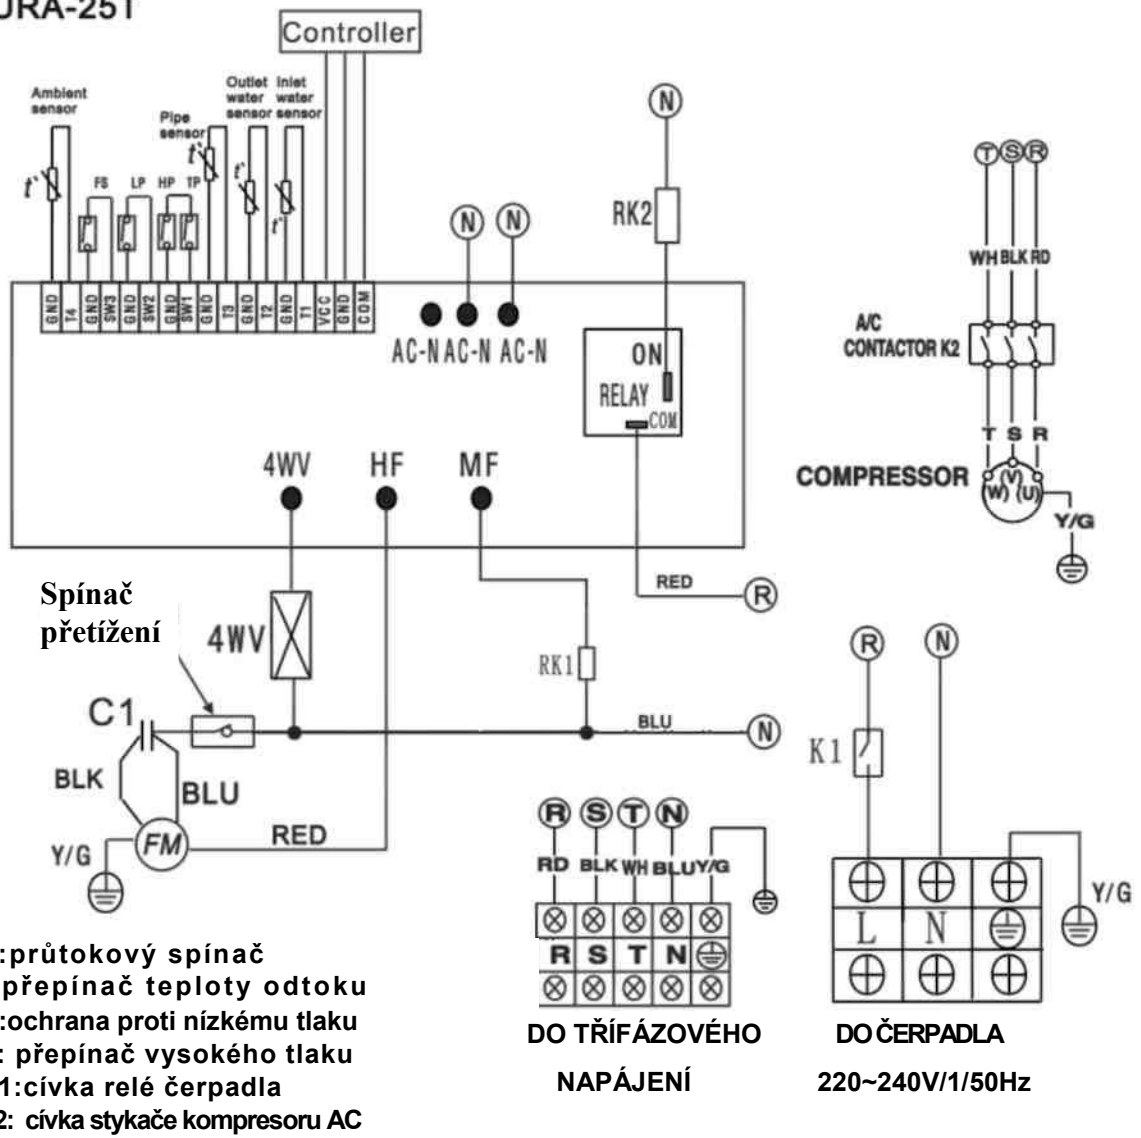 URA-251
Controller
Ambient
sensor
Pipe
sensor
Outlet
water
sensor
Inlet
water
sensor
t°
t°
t°
t°
FS
LP
HP
TP
N
N
N
RK2
T
S
R
WH
BLK
RD
A/C
CONTACTOR K2
GND
T4
GND
SW3
GND
SW2
GND
SW1
GND
T3
GND
T2
GND
T1
VCC
GND
COM
AC-N
AC-N
AC-N
ON
RELAY
COM
T
S
R
COMPRESSOR
(W)
(V)
(U)
Y/G
4WV
HF
MF
Spínač
přetížení
4WV
RED
R
RK1
C1
BLU
N
BLK
BLU
FM
RED
Y/G
R
N
K1
R
S
T
N
RD
BLK
WH
BLU
Y/G
R
S
T
N
L
N
Y/G
:průtokový spínač
přepínač teploty odtoku
:ochrana proti nízkému tlaku
: přepínač vysokého tlaku
1:cívka relé čerpadla
2: cívka stykače kompresoru AC
DO TŘÍFÁZOVÉHO
NAPÁJENÍ
DO ČERPADLA
220~240V/1/50Hz